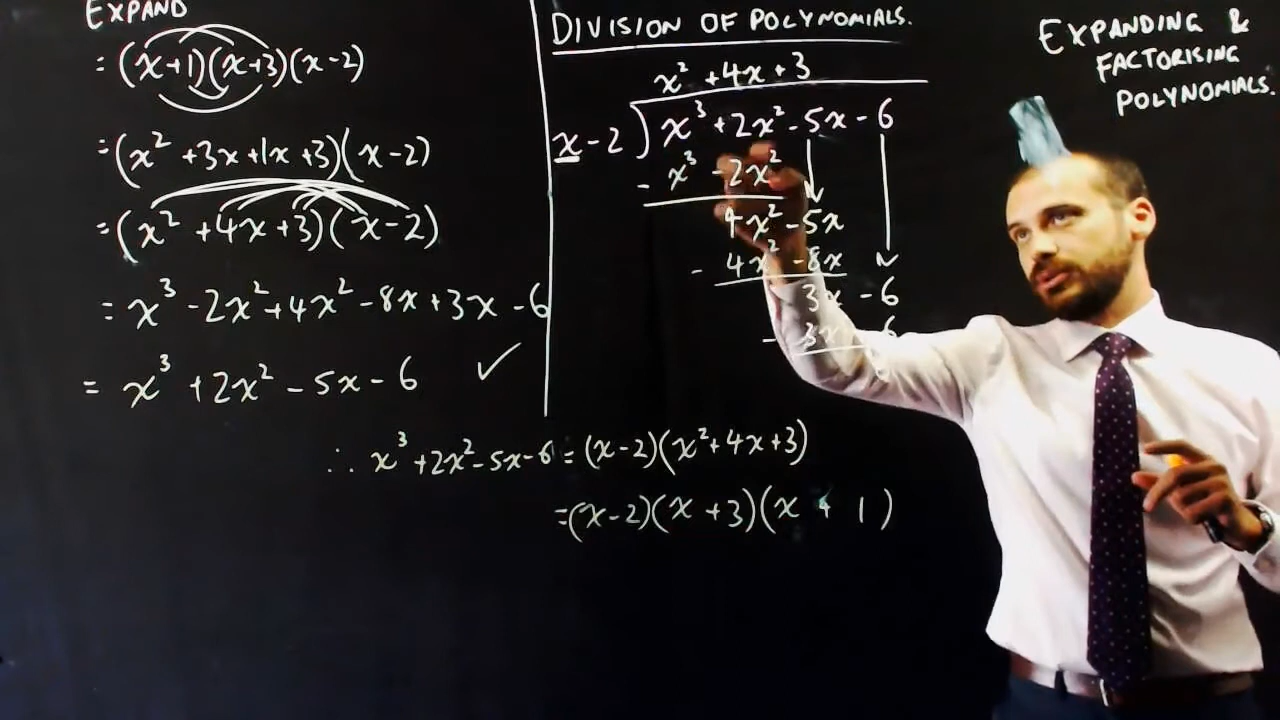 EXPAND
= (x+1)(x+3)(x-2)
= (x² +3x+1x+3)(x-2)
= (x² +4x+3)(x-2)
= x³ -2x²+4x² -8x+3x -6
= x³ +2x² -5x-6 ✓
DIVISION OF POLYNOMIALS.
x² +4x+3
x-2 ) x³ +2x² -5x-6
- x³ -2x²
4x² -5x
- 4x² -8x
3x -6
- 3x -6
∴ x³+2x²-5x-6 = (x-2)(x²+4x+3)
=(x-2)(x+3)(x + 1)
EXPANDING &
FACTORISING
POLYNOMIALS.